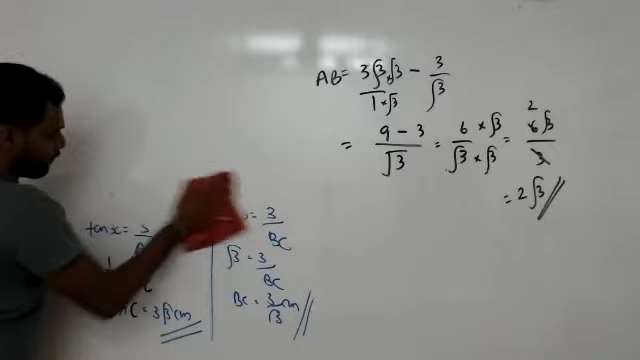 AB = 3√3 × √3 / 1 × √3 − 3/√3
= 9 − 3 / √3 = 6 × √3 / √3 × √3 = 2 6√3 / 3
= 2√3
tan x = 3/
= 3/BC
√3 = 3/BC
C = 3√3 cm
BC = 3/√3 cm